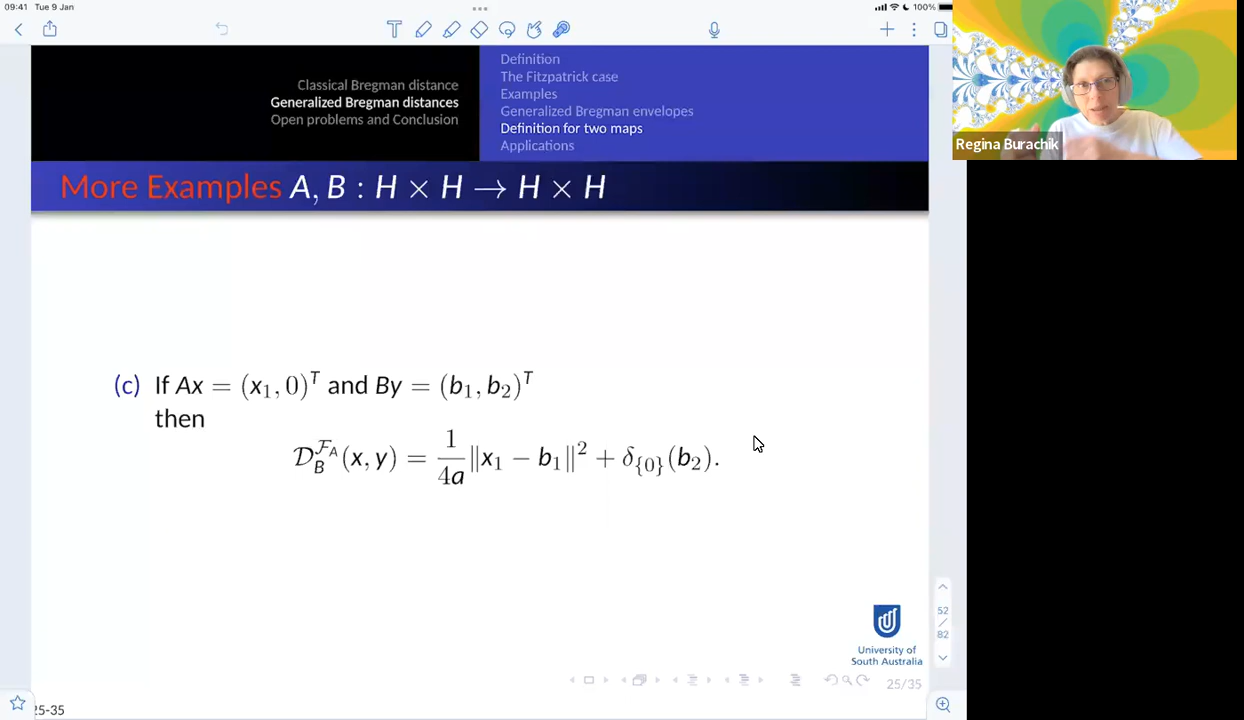 09:41 Tue 9 Jan
100%
Classical Bregman distance
Generalized Bregman distances
Open problems and Conclusion
Definition
The Fitzpatrick case
Examples
Generalized Bregman envelopes
Definition for two maps
Applications
Regina Burachik
More Examples A, B : H × H → H × H
(c) If Ax = (x₁, 0)ᵀ and By = (b₁, b₂)ᵀ
then
𝒟_B^{ℱ_A}(x, y) = \frac{1}{4a}‖x₁ − b₁‖² + δ_{{0}}(b₂).
University of
South Australia
52
/
82
25/35
25-35